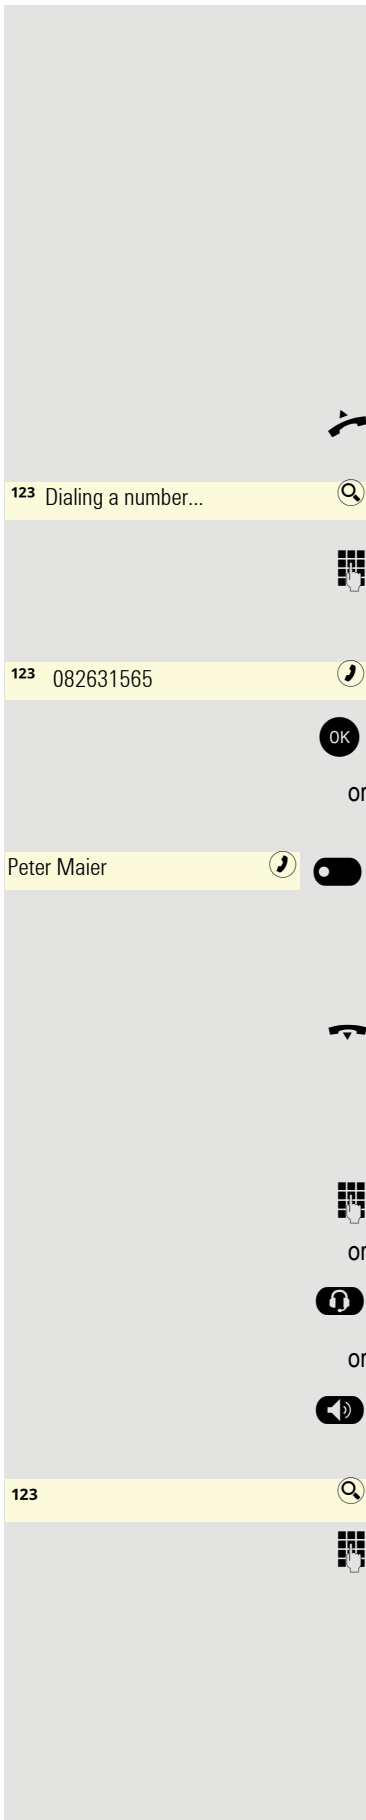 123 Dialing a number...
123 082631565
OK
or
Peter Maier
or
or
123